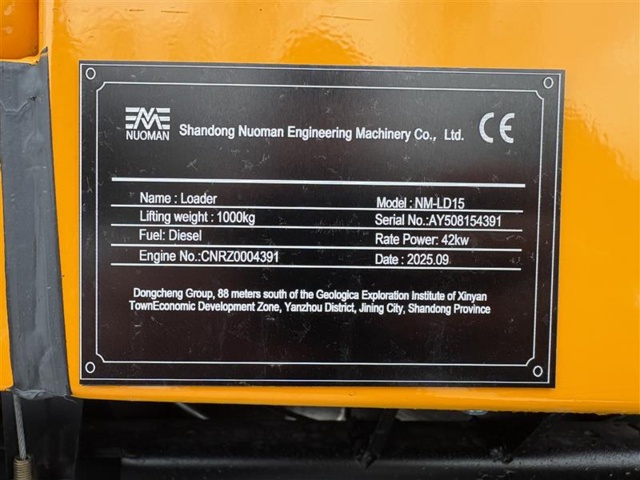 NUOMAN
Shandong Nuoman Engineering Machinery Co., Ltd. CE
Name : Loader Model: NM-LD15
Lifting weight : 1000kg Serial No.:AY508154391
Fuel: Diesel Rate Power: 42kw
Engine No.:CNRZ0004391 Date : 2025.09
Dongcheng Group, 88 meters south of the Geologica Exploration Institute of Xinyan
TownEconomic Development Zone, Yanzhou District, Jining City, Shandong Province